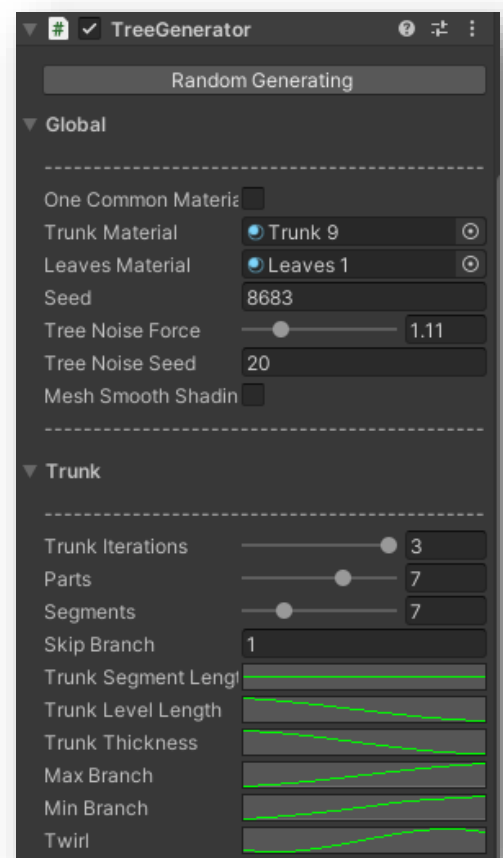 TreeGenerator
Random Generating
Global
One Common Materia
Trunk Material Trunk 9
Leaves Material Leaves 1
Seed 8683
Tree Noise Force 1.11
Tree Noise Seed 20
Mesh Smooth Shadin
Trunk
Trunk Iterations 3
Parts 7
Segments 7
Skip Branch 1
Trunk Segment Lengt
Trunk Level Length
Trunk Thickness
Max Branch
Min Branch
Twirl